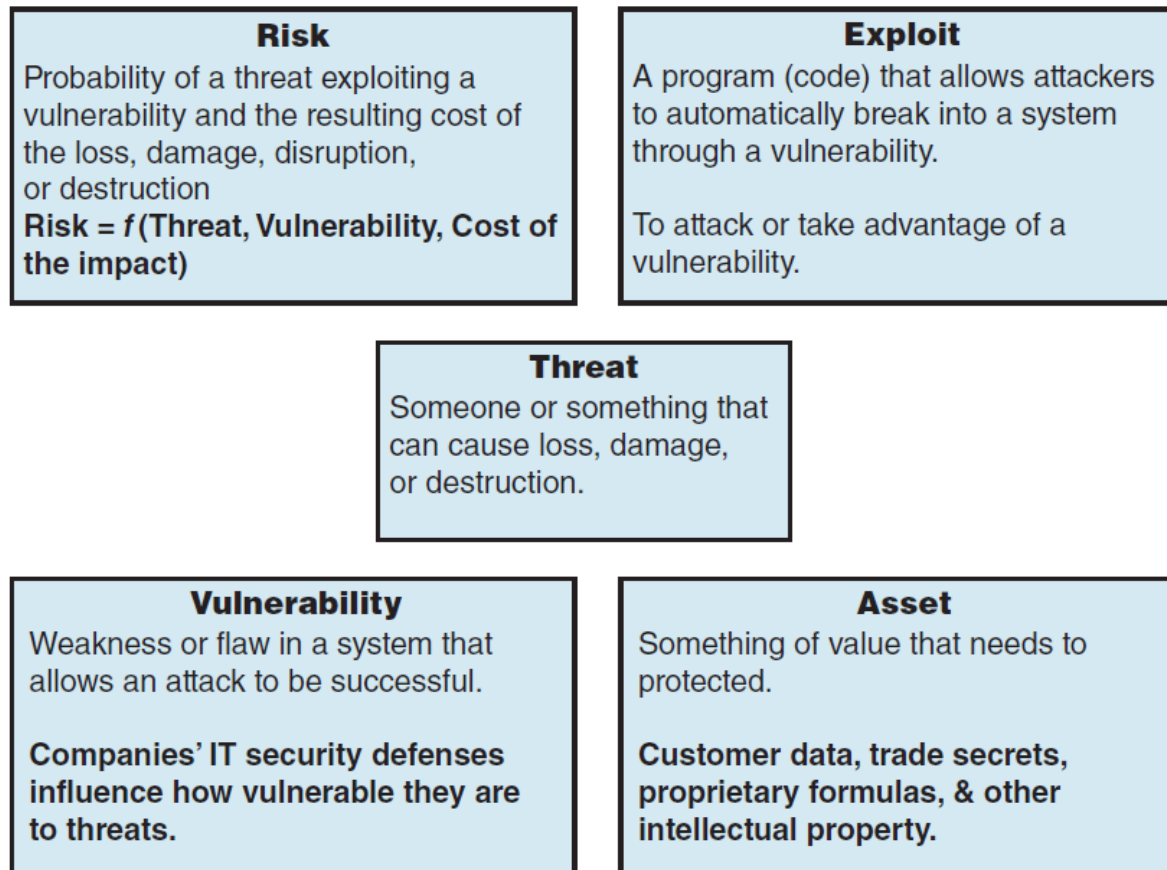 Risk
Probability of a threat exploiting a
vulnerability and the resulting cost of
the loss, damage, disruption,
or destruction
Risk = f (Threat, Vulnerability, Cost of
the impact)
Exploit
A program (code) that allows attackers
to automatically break into a system
through a vulnerability.
To attack or take advantage of a
vulnerability.
Threat
Someone or something that
can cause loss, damage,
or destruction.
Vulnerability
Weakness or flaw in a system that
allows an attack to be successful.
Companies’ IT security defenses
influence how vulnerable they are
to threats.
Asset
Something of value that needs to
protected.
Customer data, trade secrets,
proprietary formulas, & other
intellectual property.